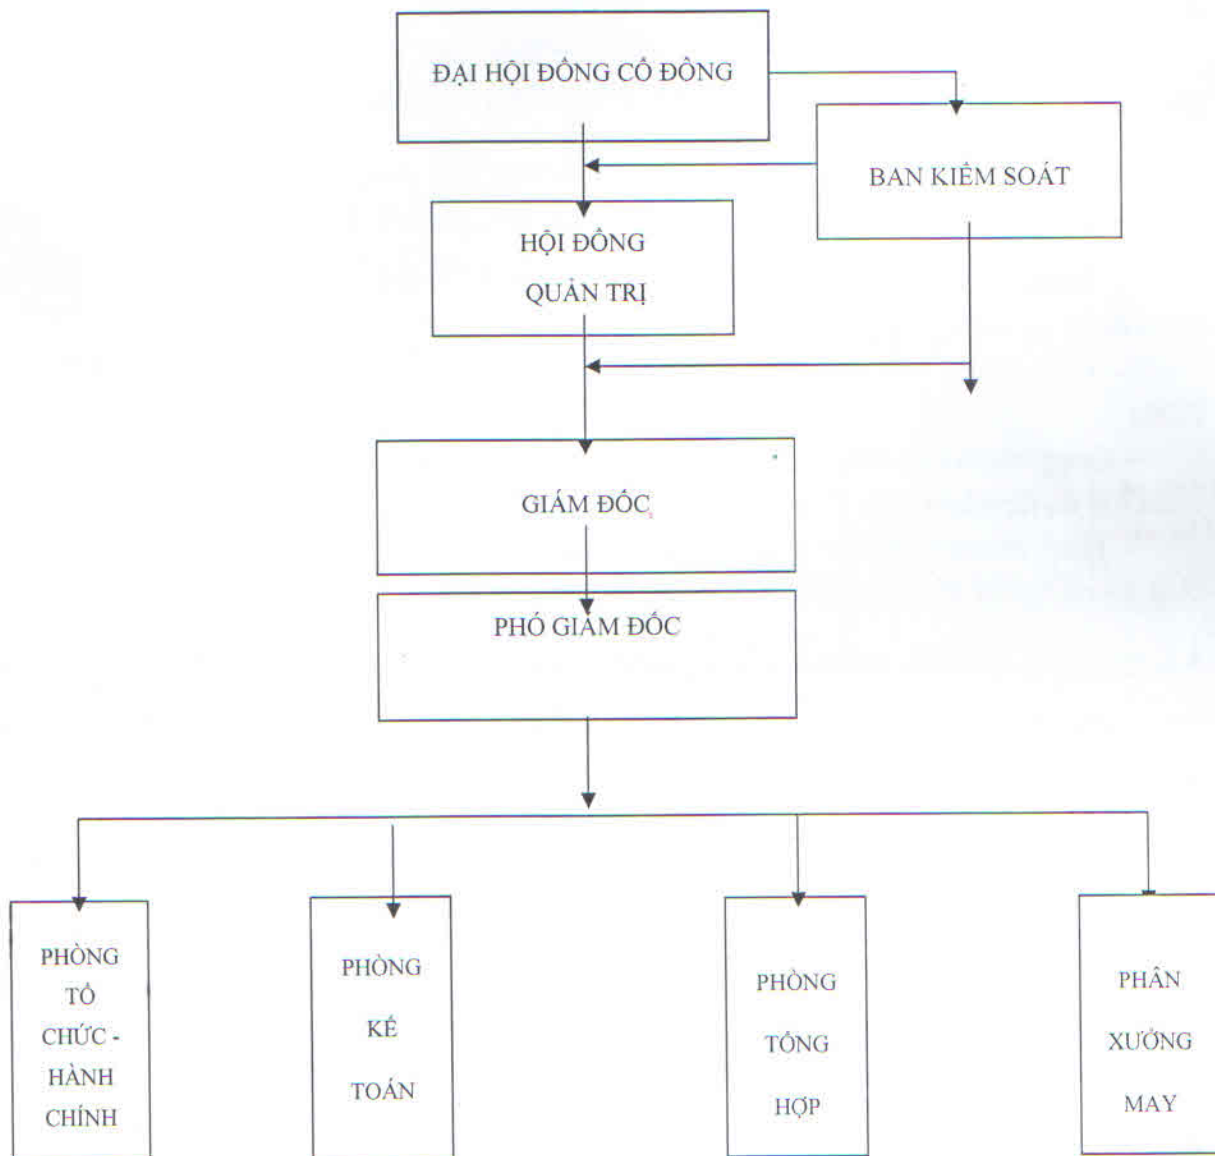 ĐẠI HỘI ĐỒNG CỔ ĐÔNG
BAN KIỂM SOÁT
HỘI ĐỒNG
QUẢN TRỊ
GIÁM ĐỐC
PHÓ GIÁM ĐỐC
PHÒNG
TỔ
CHỨC -
HÀNH
CHÍNH
PHÒNG
KẾ
TOÁN
PHÒNG
TỔNG
HỢP
PHÂN
XƯỞNG
MAY